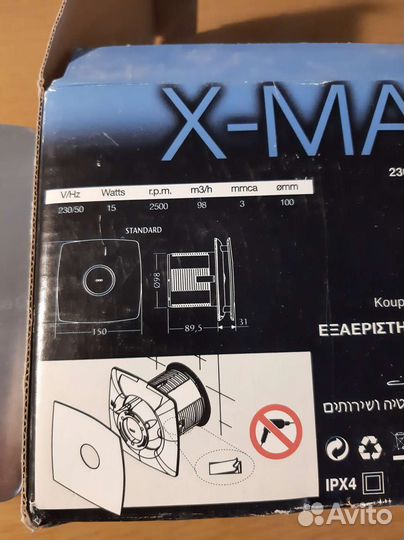 X-MA
230
V/Hz Watts r.p.m. m3/h mmca ømm
230/50 15 2500 98 3 100
STANDARD
Ø98
150
89,5
31
Koup
ΕΞΑΕΡΙΣΤΗ
טיה ושירותים
IPX4
Avito